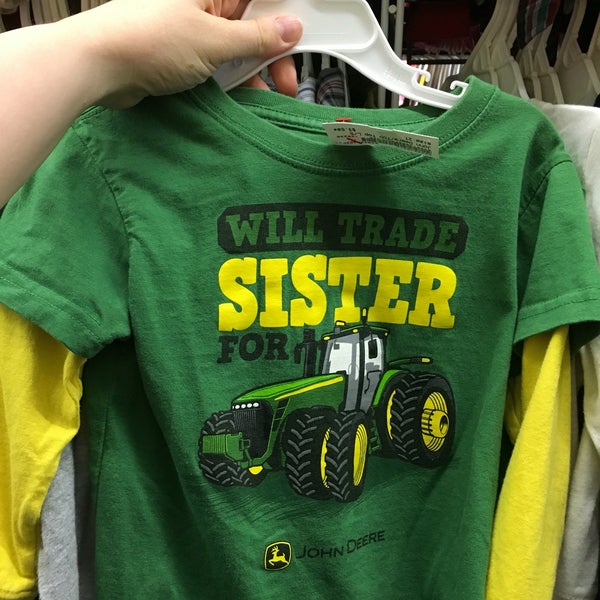 WILL TRADE
SISTER
FOR
JOHN DEERE